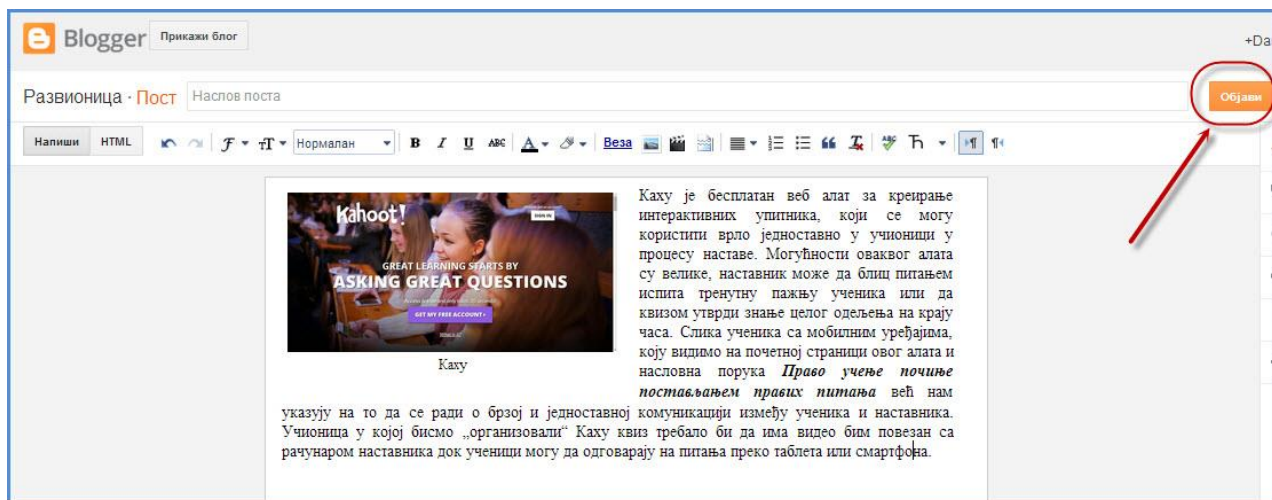 Blogger Прикажи блог
+Da
Развионица · Пост Наслов поста Објави
Напиши HTML Нормалан B I U ABC A Веза Ћ
Kahoot!
SIGN IN
GREAT LEARNING STARTS BY
ASKING GREAT QUESTIONS
GET MY FREE ACCOUNT
Каху
Каху је бесплатан веб алат за креирање
интерактивних упитника, који се могу
користити врло једноставно у учионици у
процесу наставе. Могућности оваквог алата
су велике, наставник може да блиц питањем
испита тренутну пажњу ученика или да
квизом утврди знање целог одељења на крају
часа. Слика ученика са мобилним уређајима,
коју видимо на почетној страници овог алата и
насловна порука Право учење почиње
постављањем правих питања већ нам
указују на то да се ради о брзој и једноставној комуникацији између ученика и наставника.
Учионица у којој бисмо „организовали“ Каху квиз требало би да има видео бим повезан са
рачунаром наставника док ученици могу да одговарају на питања преко таблета или смартфона.